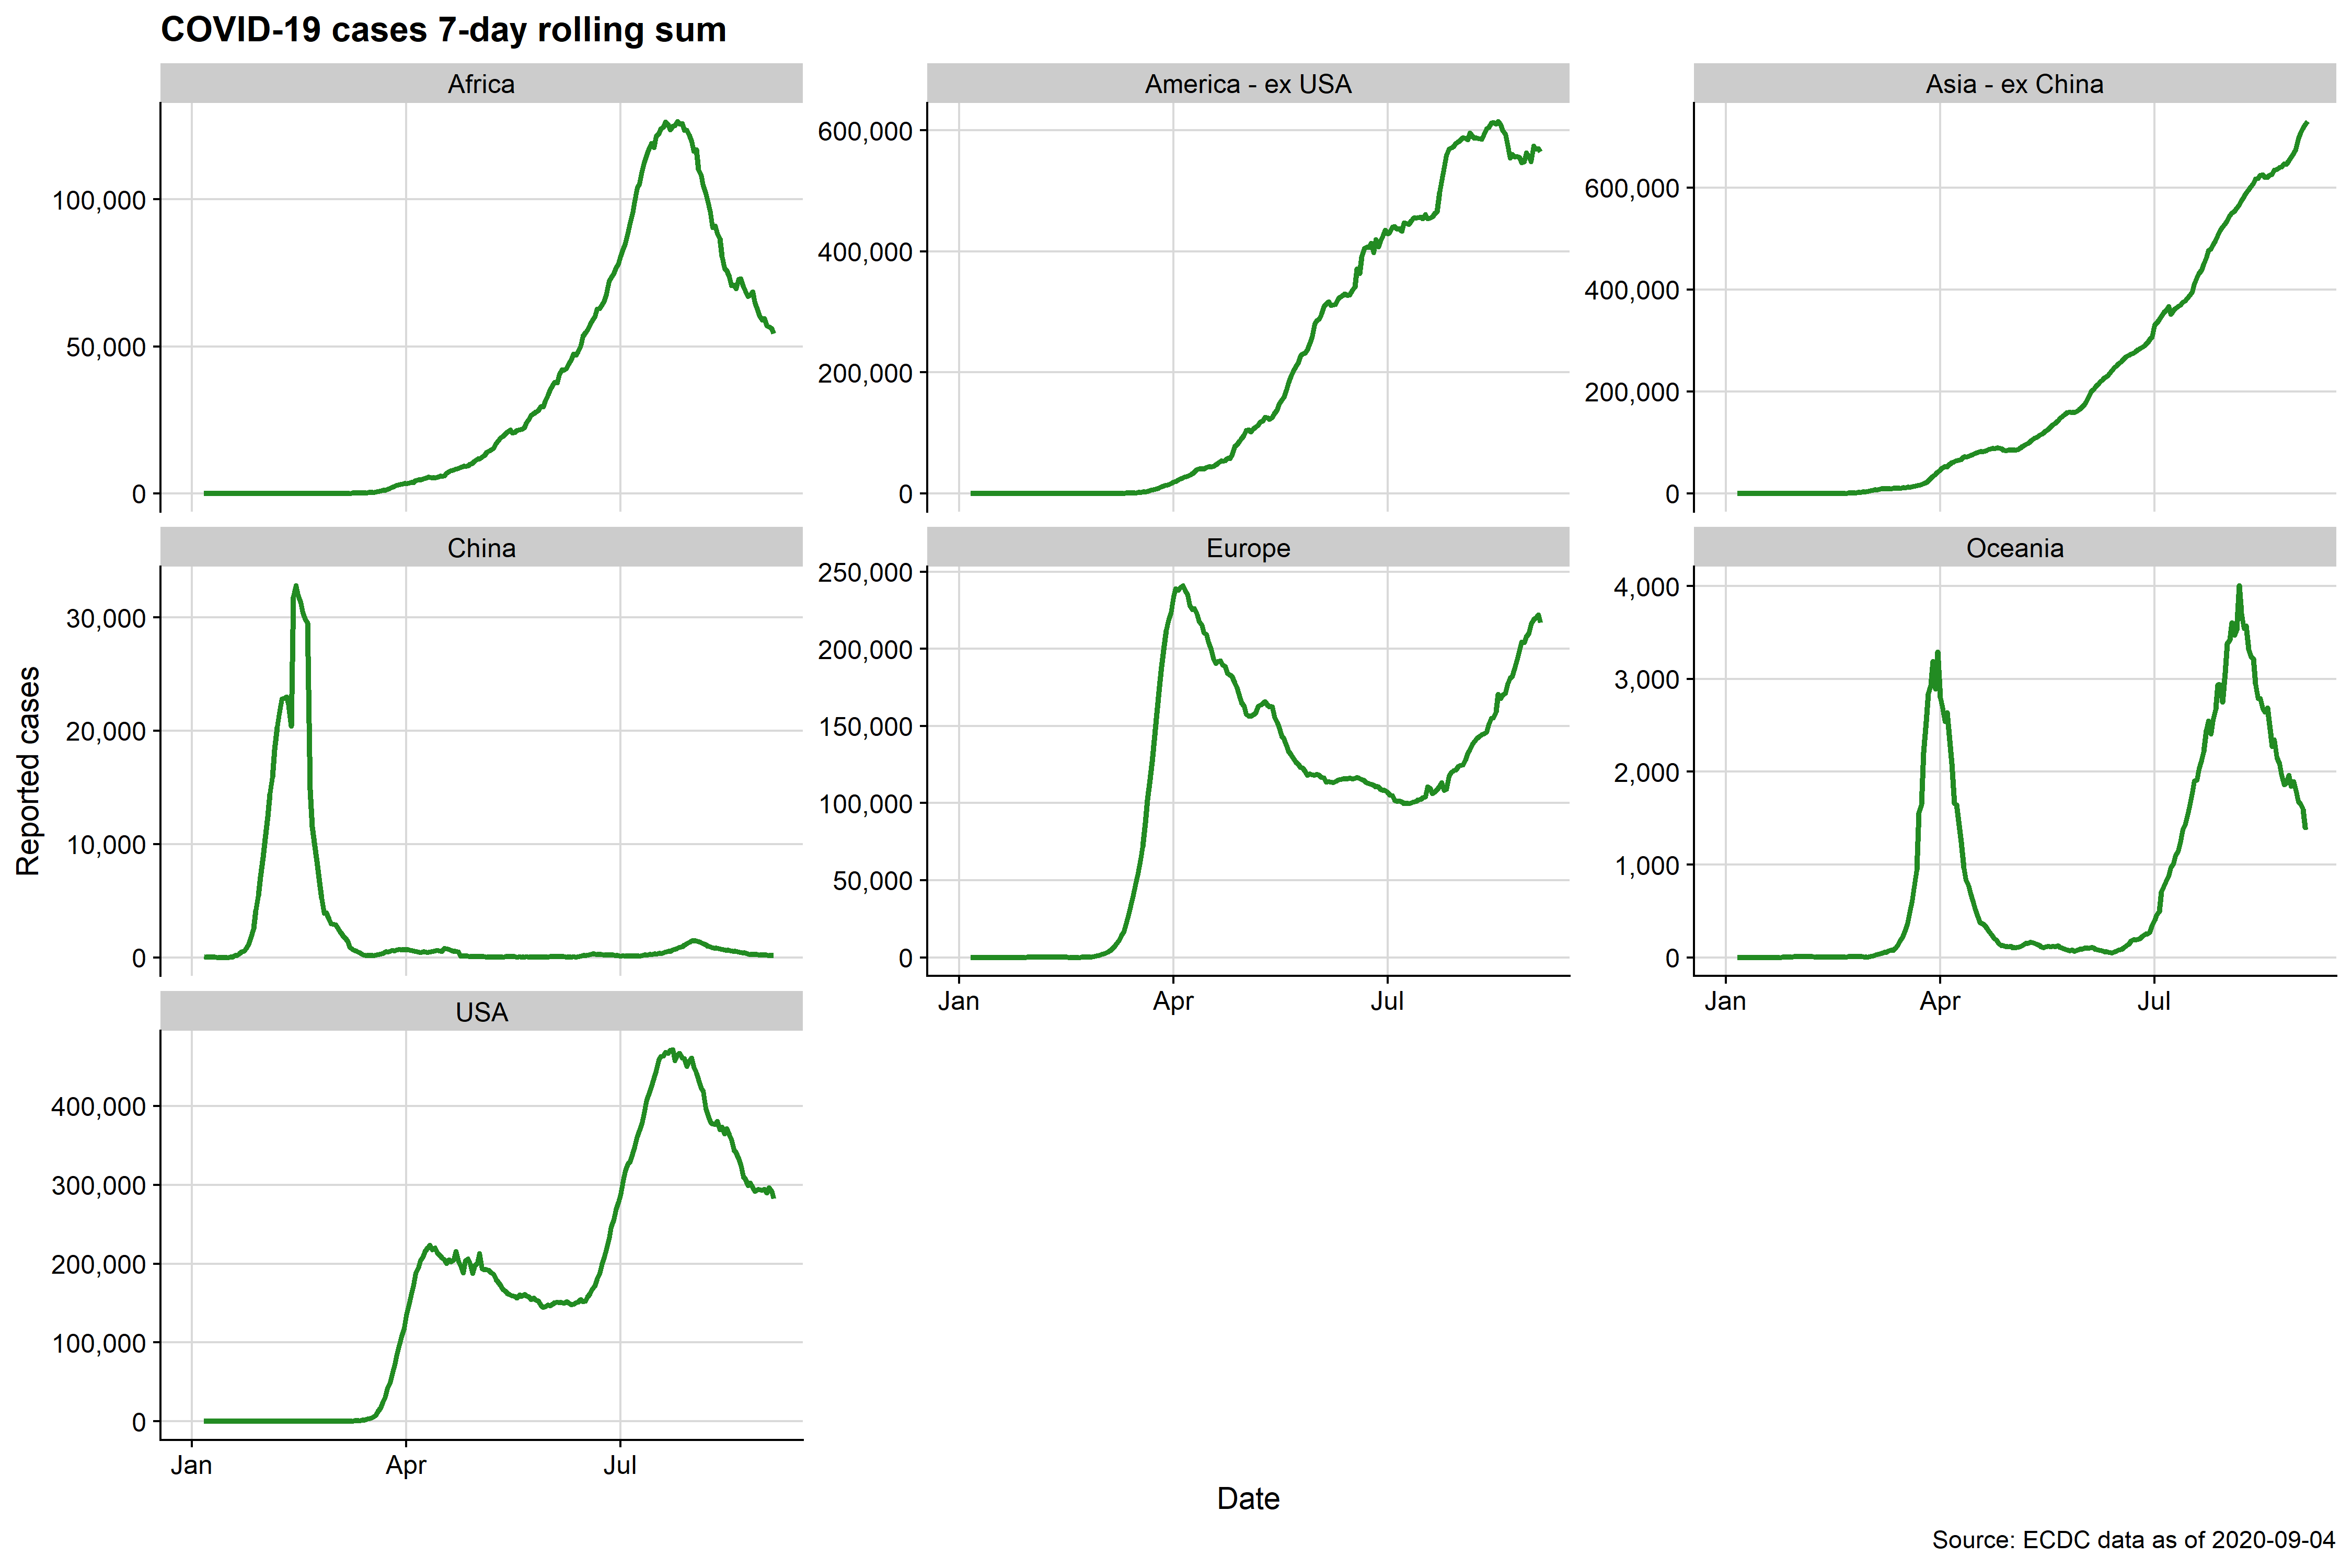 COVID-19 cases 7-day rolling sum
Africa
America - ex USA
Asia - ex China
100,000
50,000
0
600,000
400,000
200,000
0
600,000
400,000
200,000
0
China
Europe
Oceania
30,000
20,000
10,000
0
250,000
200,000
150,000
100,000
50,000
0
Jan Apr Jul
4,000
3,000
2,000
1,000
0
Jan Apr Jul
Reported cases
USA
400,000
300,000
200,000
100,000
0
Jan Apr Jul
Date
Source: ECDC data as of 2020-09-04